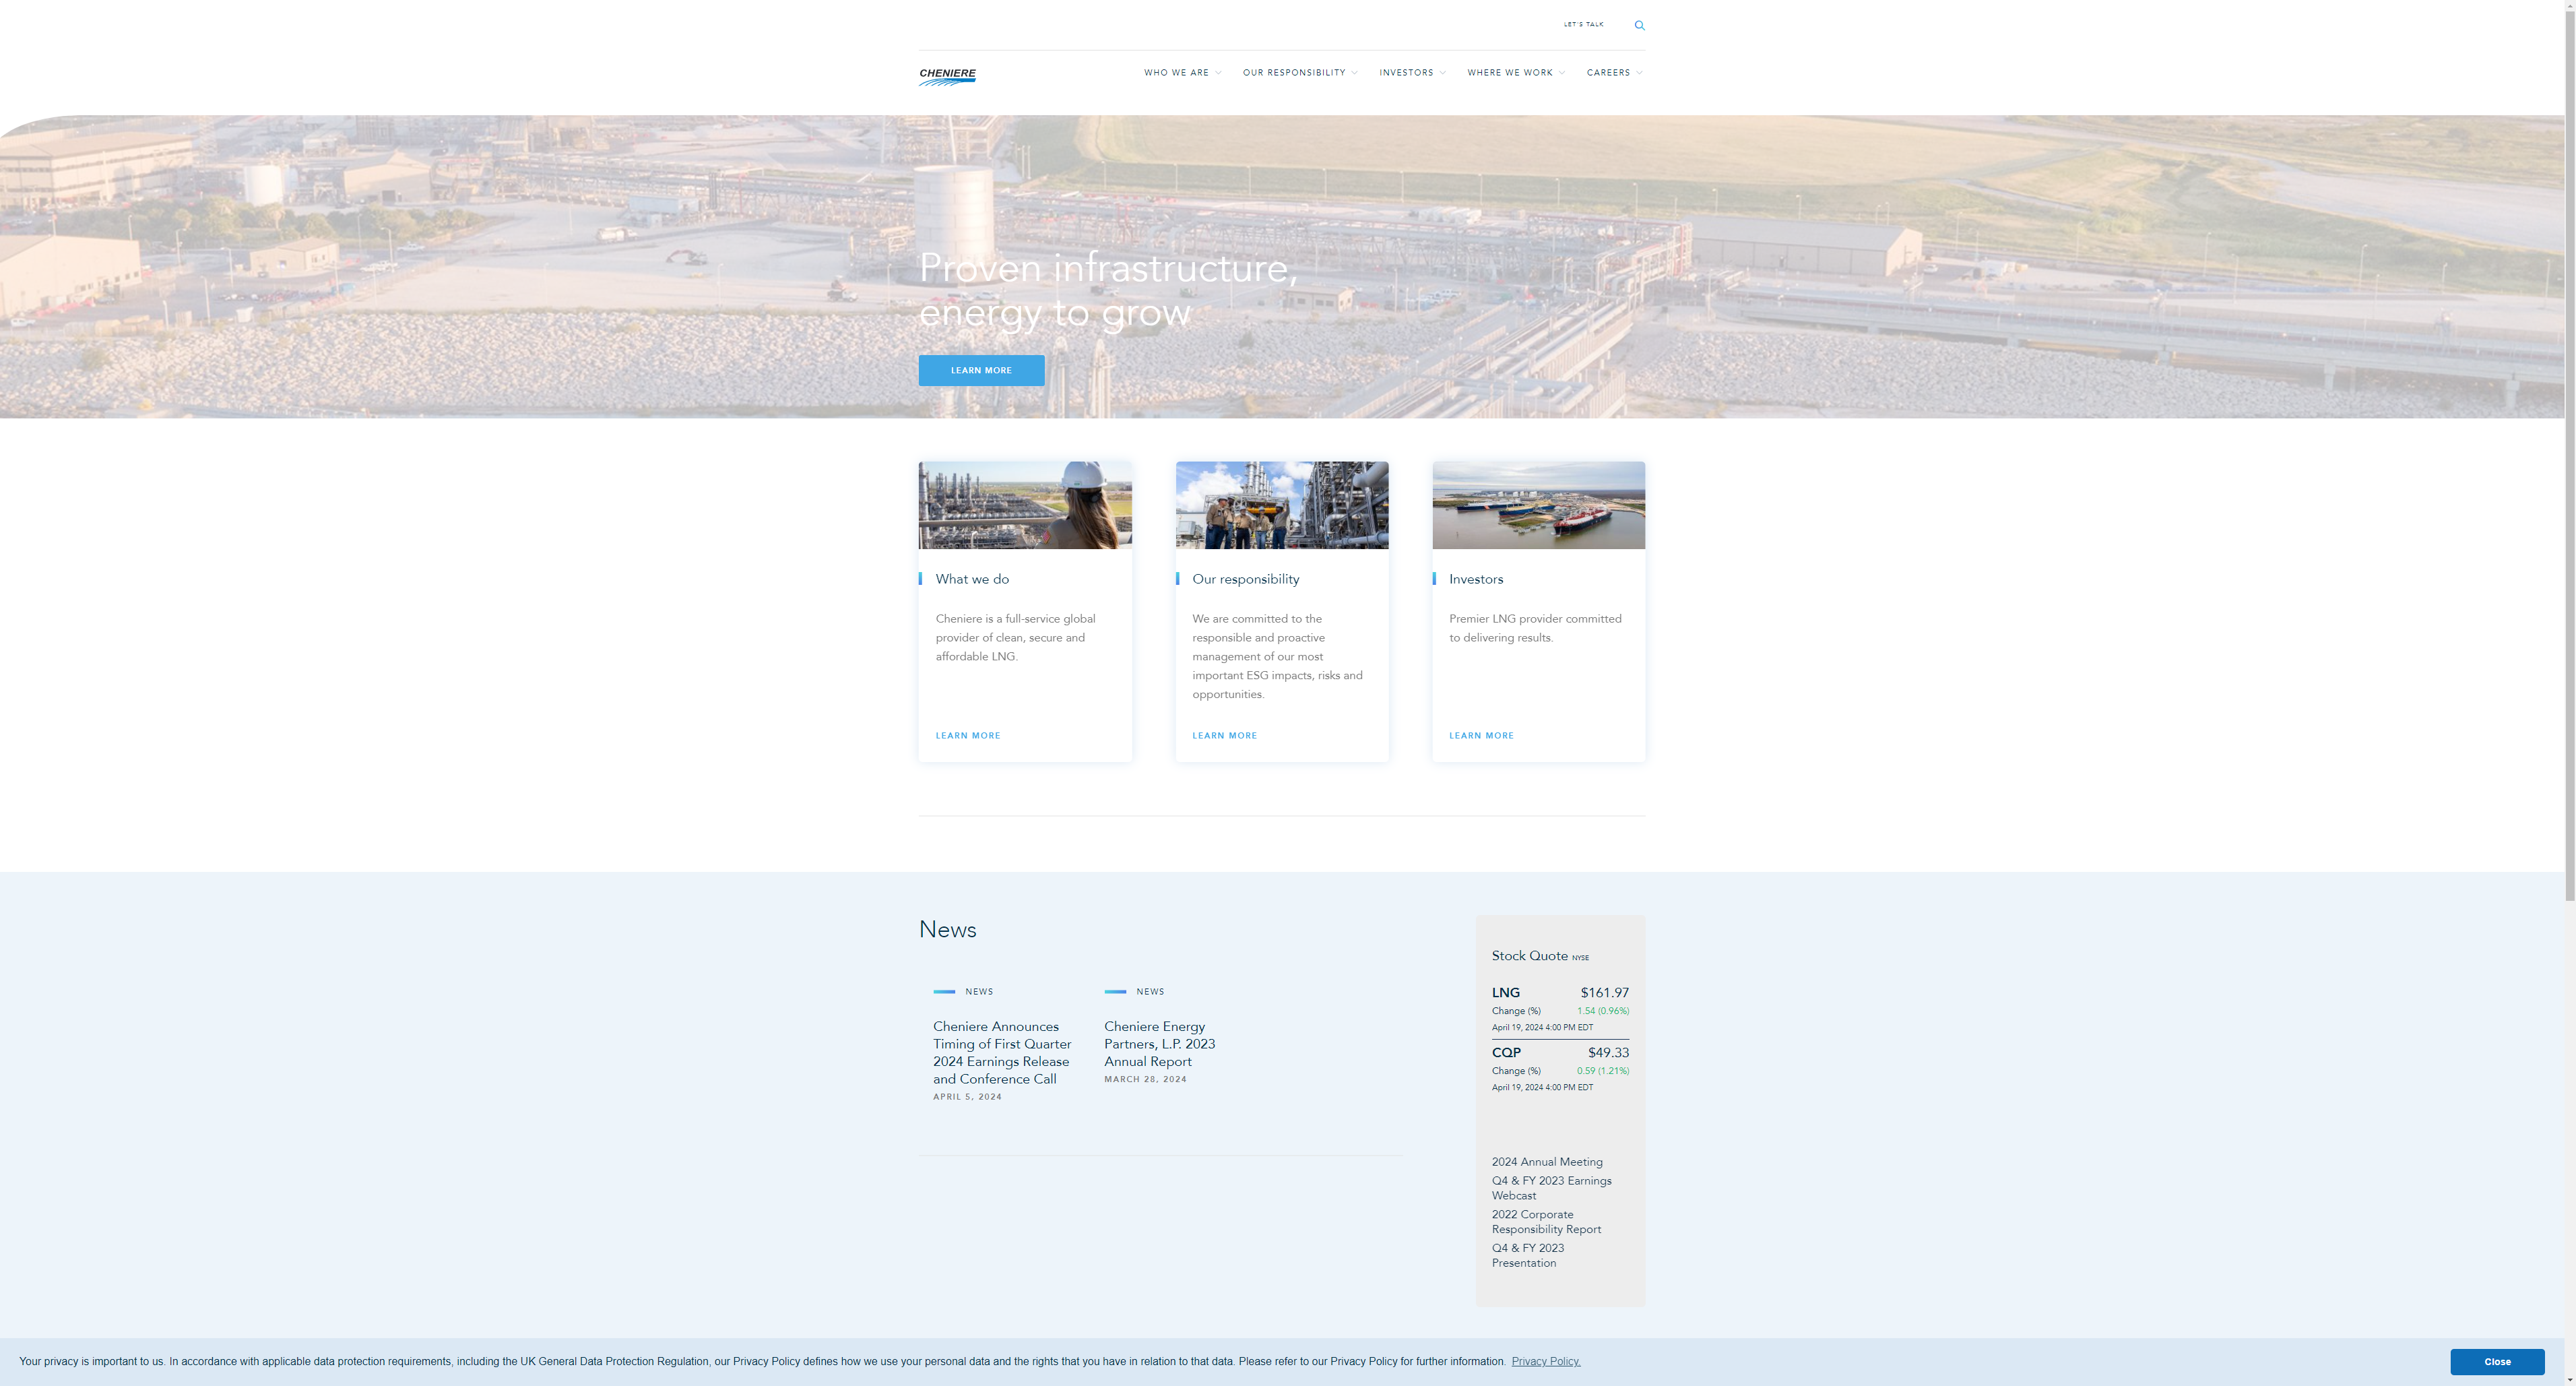 LET'S TALK
CHENIERE
WHO WE ARE
OUR RESPONSIBILITY
INVESTORS
WHERE WE WORK
CAREERS
Proven infrastructure,
energy to grow
LEARN MORE
What we do
Cheniere is a full-service global
provider of clean, secure and
affordable LNG.
LEARN MORE
Our responsibility
We are committed to the
responsible and proactive
management of our most
important ESG impacts, risks and
opportunities.
LEARN MORE
Investors
Premier LNG provider committed
to delivering results.
LEARN MORE
News
NEWS
Cheniere Announces
Timing of First Quarter
2024 Earnings Release
and Conference Call
APRIL 5, 2024
NEWS
Cheniere Energy
Partners, L.P. 2023
Annual Report
MARCH 28, 2024
Stock Quote NYSE
LNG $161.97
Change (%) 1.54 (0.96%)
April 19, 2024 4:00 PM EDT
CQP $49.33
Change (%) 0.59 (1.21%)
April 19, 2024 4:00 PM EDT
2024 Annual Meeting
Q4 & FY 2023 Earnings
Webcast
2022 Corporate
Responsibility Report
Q4 & FY 2023
Presentation
Your privacy is important to us. In accordance with applicable data protection requirements, including the UK General Data Protection Regulation, our Privacy Policy defines how we use your personal data and the rights that you have in relation to that data. Please refer to our Privacy Policy for further information. Privacy Policy.
Close